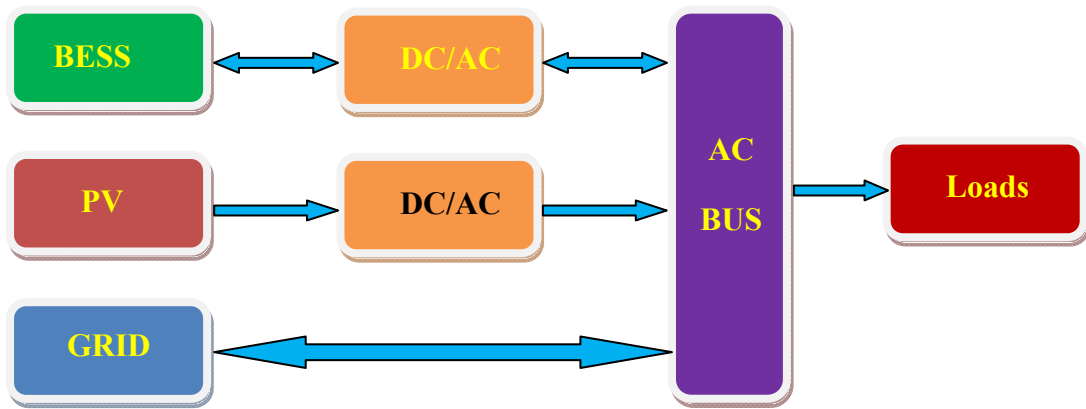 BESS
DC/AC
PV
DC/AC
GRID
AC
BUS
Loads